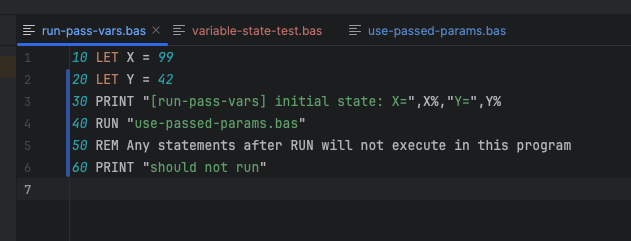 run-pass-vars.bas × variable-state-test.bas use-passed-params.bas
1 10 LET X = 99
2 20 LET Y = 42
3 30 PRINT "[run-pass-vars] initial state: X=",X%,"Y=",Y%
4 40 RUN "use-passed-params.bas"
5 50 REM Any statements after RUN will not execute in this program
6 60 PRINT "should not run"
7